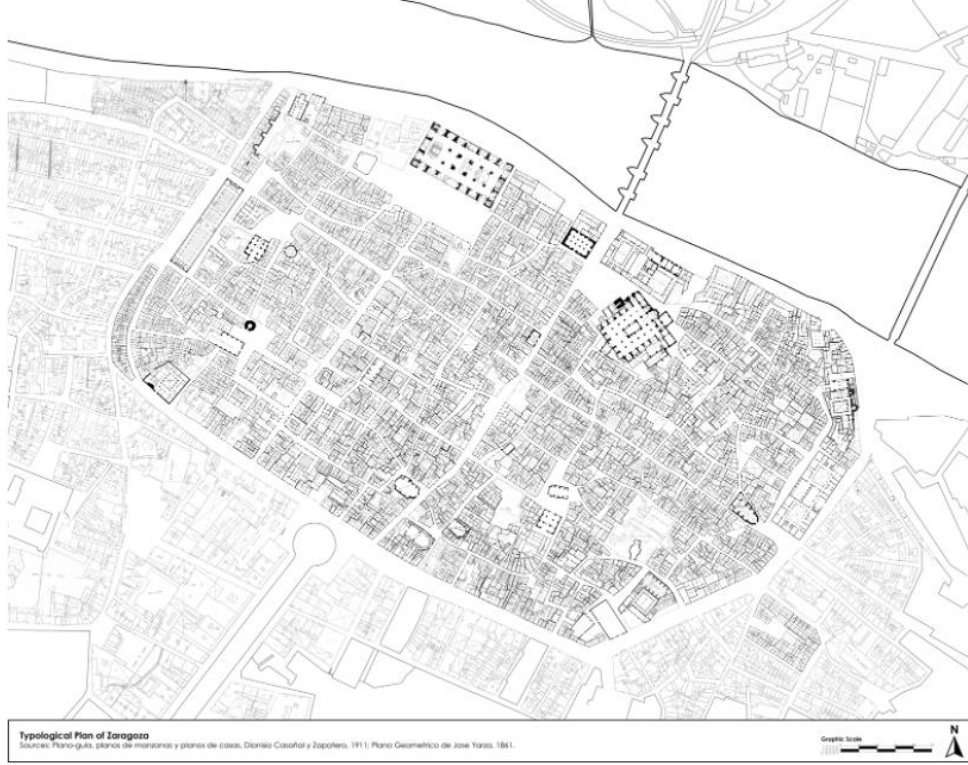 Typological Plan of Zaragoza
Sources: Plano-guía, planos de manzanas y planos de casas, Dionisio Casañal y Zapatero, 1911; Plano Geometrico de Jose Yarza, 1861.
Graphic Scale
N